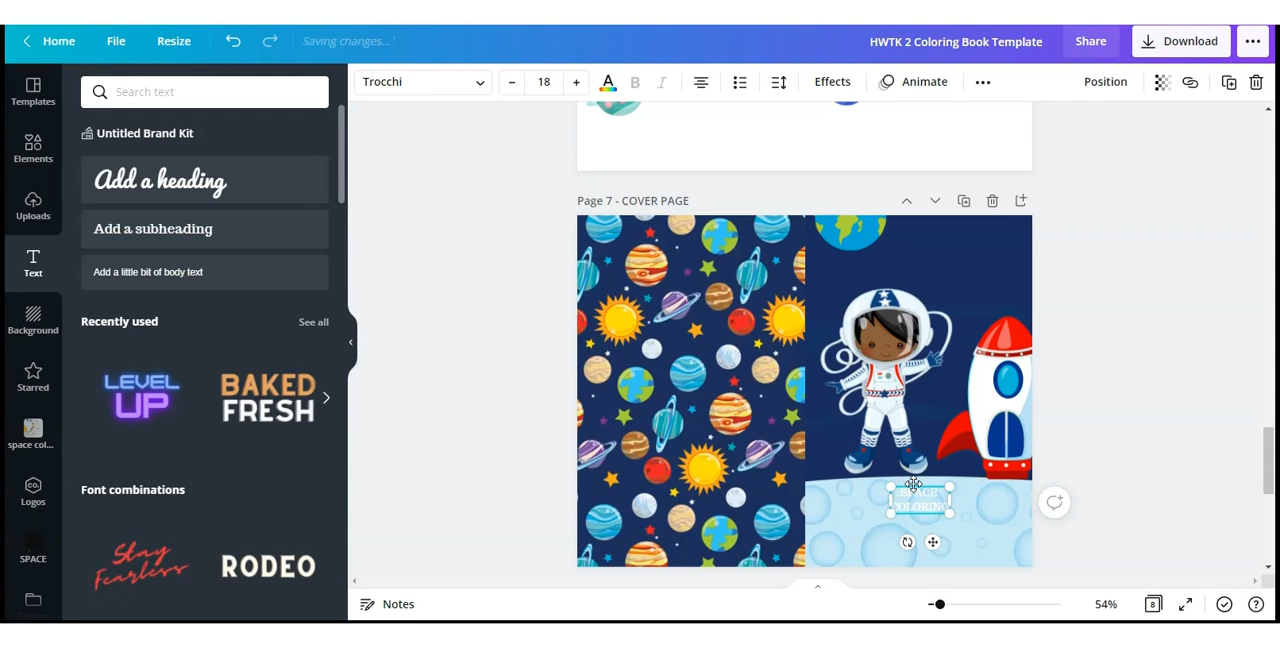 Home File Resize Saving changes... HWTK 2 Coloring Book Template Share Download
Templates
Elements
Uploads
Text
Background
Starred
space col...
Logos
SPACE
Search text
Untitled Brand Kit
Add a heading
Add a subheading
Add a little bit of body text
Recently used See all
LEVEL
UP
BAKED
FRESH
Font combinations
Stay
Fearless
RODEO
Trocchi 18 A B I Effects Animate Position
Page 7 - COVER PAGE
SPACE
COLORING
Notes 54% 8